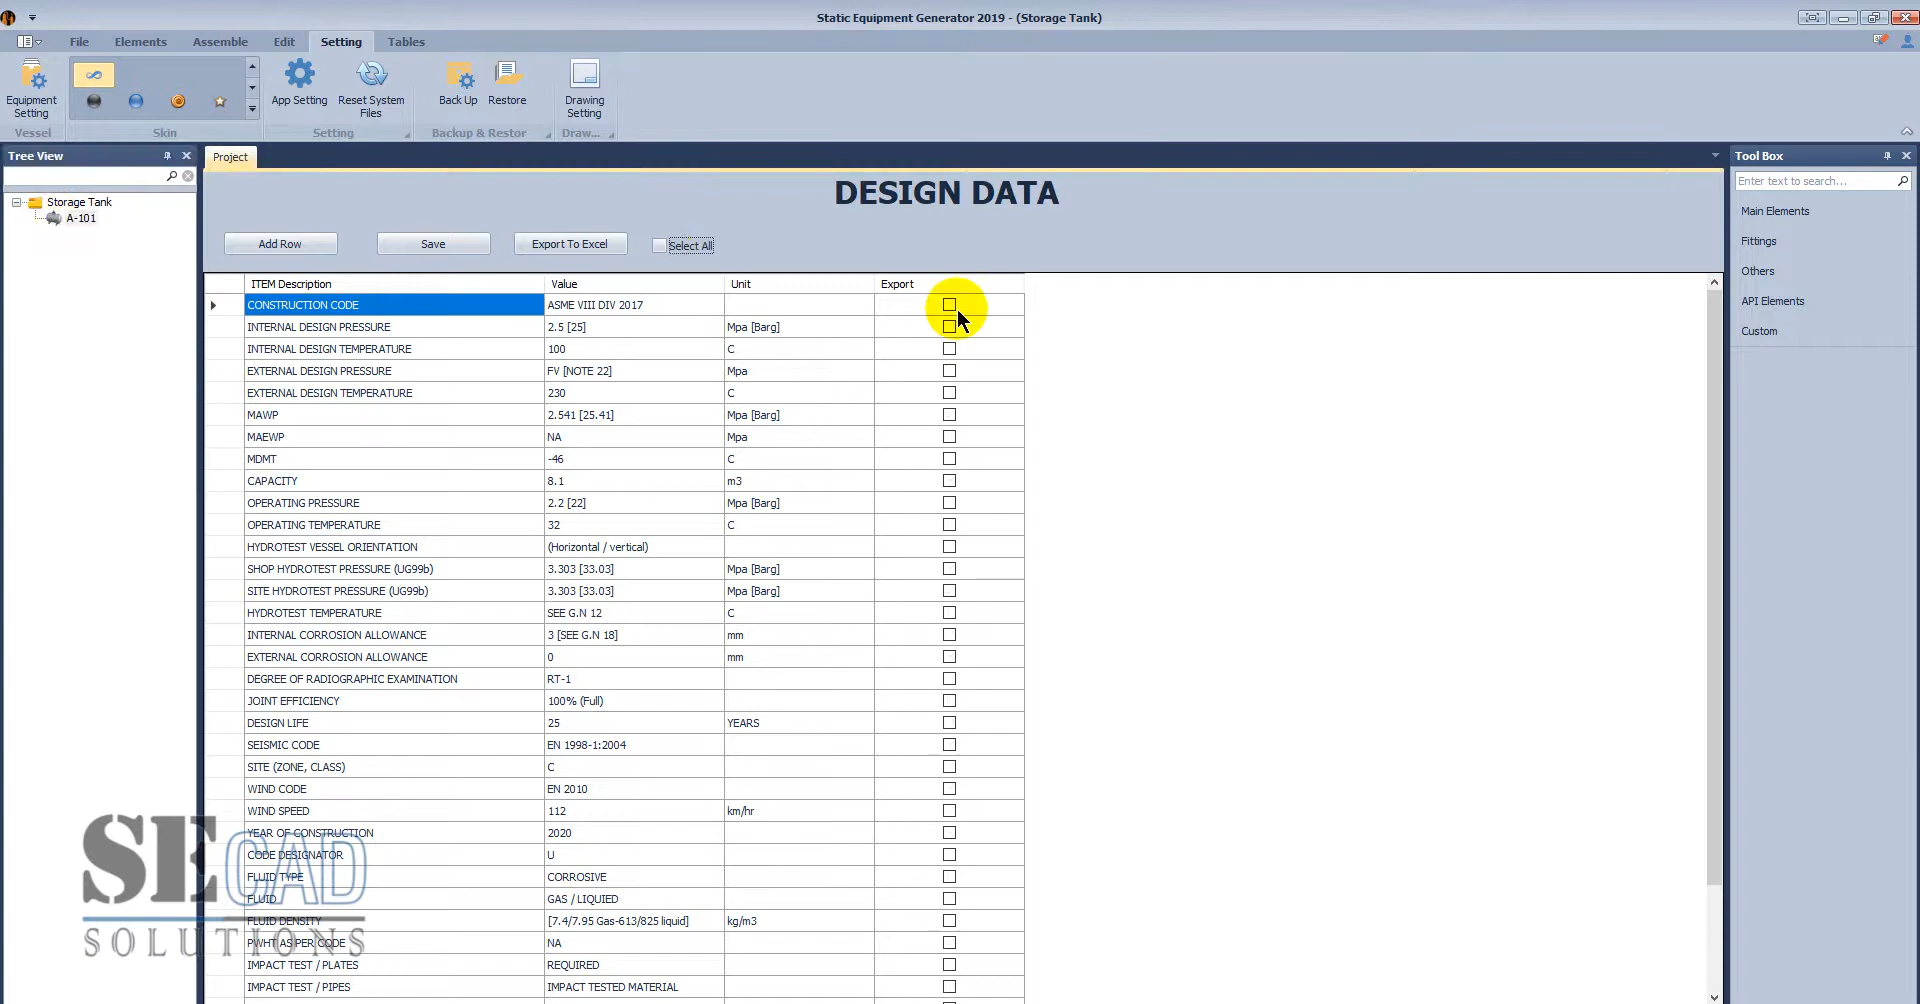 Static Equipment Generator 2019 - (Storage Tank)
File Elements Assemble Edit Setting Tables
Equipment Setting
App Setting
Reset System Files
Back Up
Restore
Drawing Setting
Vessel Skin Setting Backup & Restor Draw...
Tree View
Project
Tool Box
Enter text to search...
Storage Tank
A-101
DESIGN DATA
Main Elements
Fittings
Others
API Elements
Custom
Add Row Save Export To Excel Select All
ITEM Description Value Unit Export
CONSTRUCTION CODE ASME VIII DIV 2017
INTERNAL DESIGN PRESSURE 2.5 [25] Mpa [Barg]
INTERNAL DESIGN TEMPERATURE 100 C
EXTERNAL DESIGN PRESSURE FV [NOTE 22] Mpa
EXTERNAL DESIGN TEMPERATURE 230 C
MAWP 2.541 [25.41] Mpa [Barg]
MAEWP NA Mpa
MDMT -46 C
CAPACITY 8.1 m3
OPERATING PRESSURE 2.2 [22] Mpa [Barg]
OPERATING TEMPERATURE 32 C
HYDROTEST VESSEL ORIENTATION (Horizontal / vertical)
SHOP HYDROTEST PRESSURE (UG99b) 3.303 [33.03] Mpa [Barg]
SITE HYDROTEST PRESSURE (UG99b) 3.303 [33.03] Mpa [Barg]
HYDROTEST TEMPERATURE SEE G.N 12 C
INTERNAL CORROSION ALLOWANCE 3 [SEE G.N 18] mm
EXTERNAL CORROSION ALLOWANCE 0 mm
DEGREE OF RADIOGRAPHIC EXAMINATION RT-1
JOINT EFFICIENCY 100% (Full)
DESIGN LIFE 25 YEARS
SEISMIC CODE EN 1998-1:2004
SITE (ZONE, CLASS) C
WIND CODE EN 2010
WIND SPEED 112 km/hr
YEAR OF CONSTRUCTION 2020
CODE DESIGNATOR U
FLUID TYPE CORROSIVE
FLUID GAS / LIQUIED
FLUID DENSITY [7.4/7.95 Gas-613/825 liquid] kg/m3
PWHT AS PER CODE NA
IMPACT TEST / PLATES REQUIRED
IMPACT TEST / PIPES IMPACT TESTED MATERIAL
SECAD
SOLUTIONS